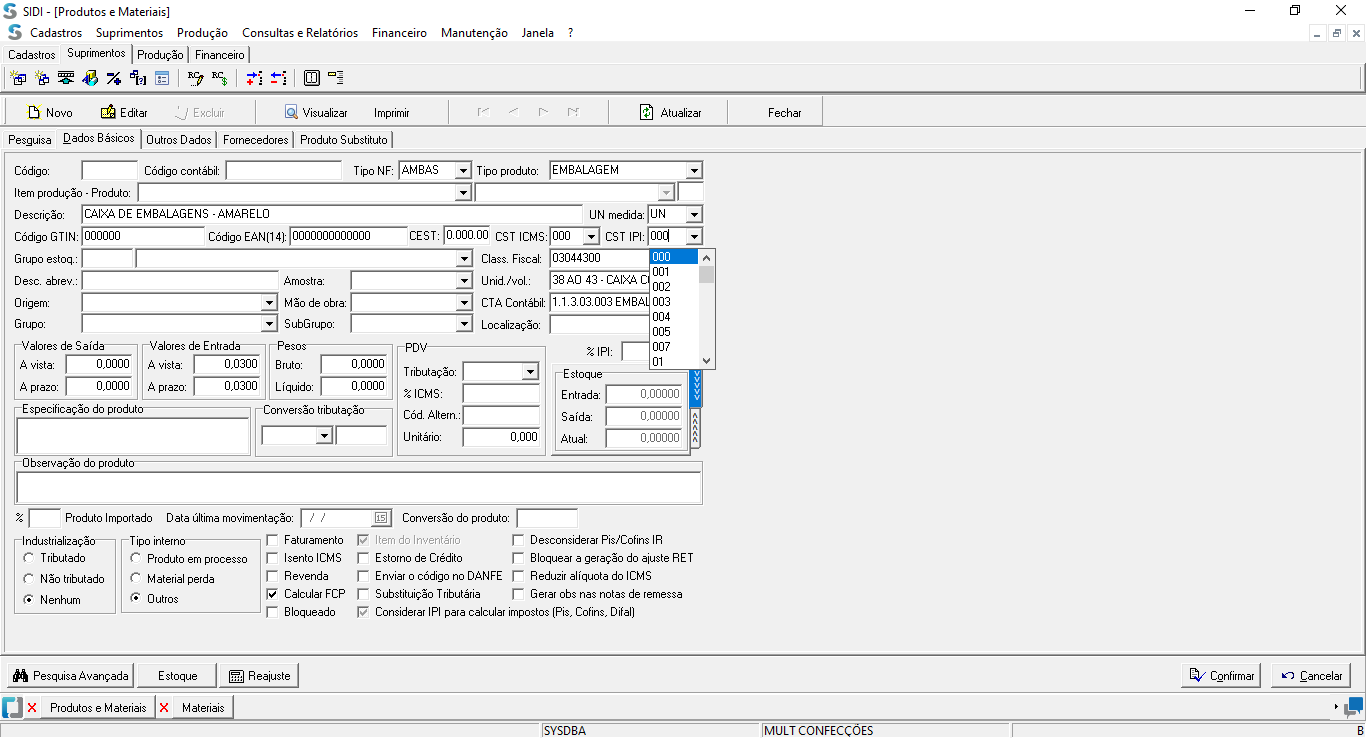 SIDI - [Produtos e Materiais]
Cadastros Suprimentos Produção Consultas e Relatórios Financeiro Manutenção Janela ?
Cadastros Suprimentos Produção Financeiro
Novo Editar Excluir Visualizar Imprimir Atualizar Fechar
Pesquisa Dados Básicos Outros Dados Fornecedores Produto Substituto
Código: Código contábil: Tipo NF: AMBAS Tipo produto: EMBALAGEM
Item produção - Produto:
Descrição: CAIXA DE EMBALAGENS - AMARELO UN medida: UN
Código GTIN: 000000 Código EAN(14): 0000000000000 CEST: 0.000.00 CST ICMS: 000 CST IPI: 000
Grupo estoq.: Class. Fiscal: 03044300 000
001
Desc. abrev.: Amostra: Unid./vol.: 38 AO 43 - CAIXA 002
Origem: Mão de obra: CTA Contábil: 1.1.3.03.003 EMBAL 003
004
Grupo: SubGrupo: Localização: 005
Valores de Saída Valores de Entrada Pesos PDV 007
% IPI: 01
A vista: 0,0000 A vista: 0,0300 Bruto: 0,0000 Tributação: Estoque
A prazo: 0,0000 A prazo: 0,0300 Líquido: 0,0000 % ICMS: Entrada: 0,00000
Especificação do produto Conversão tributação Cód. Altern.: Saída: 0,00000
Unitário: 0,000 Atual: 0,00000
Observação do produto
% Produto Importado Data última movimentação: / / 15 Conversão do produto:
Industrialização Tipo interno Faturamento Item do Inventário Desconsiderar Pis/Cofins IR
Tributado Produto em processo Isento ICMS Estorno de Crédito Bloquear a geração do ajuste RET
Não tributado Material perda Revenda Enviar o código no DANFE Reduzir alíquota do ICMS
Nenhum Outros Calcular FCP Substituição Tributária Gerar obs nas notas de remessa
Bloqueado Considerar IPI para calcular impostos (Pis, Cofins, Difal)
Pesquisa Avançada Estoque Reajuste Confirmar Cancelar
Produtos e Materiais Materiais
SYSDBA MULT CONFECÇÕES B